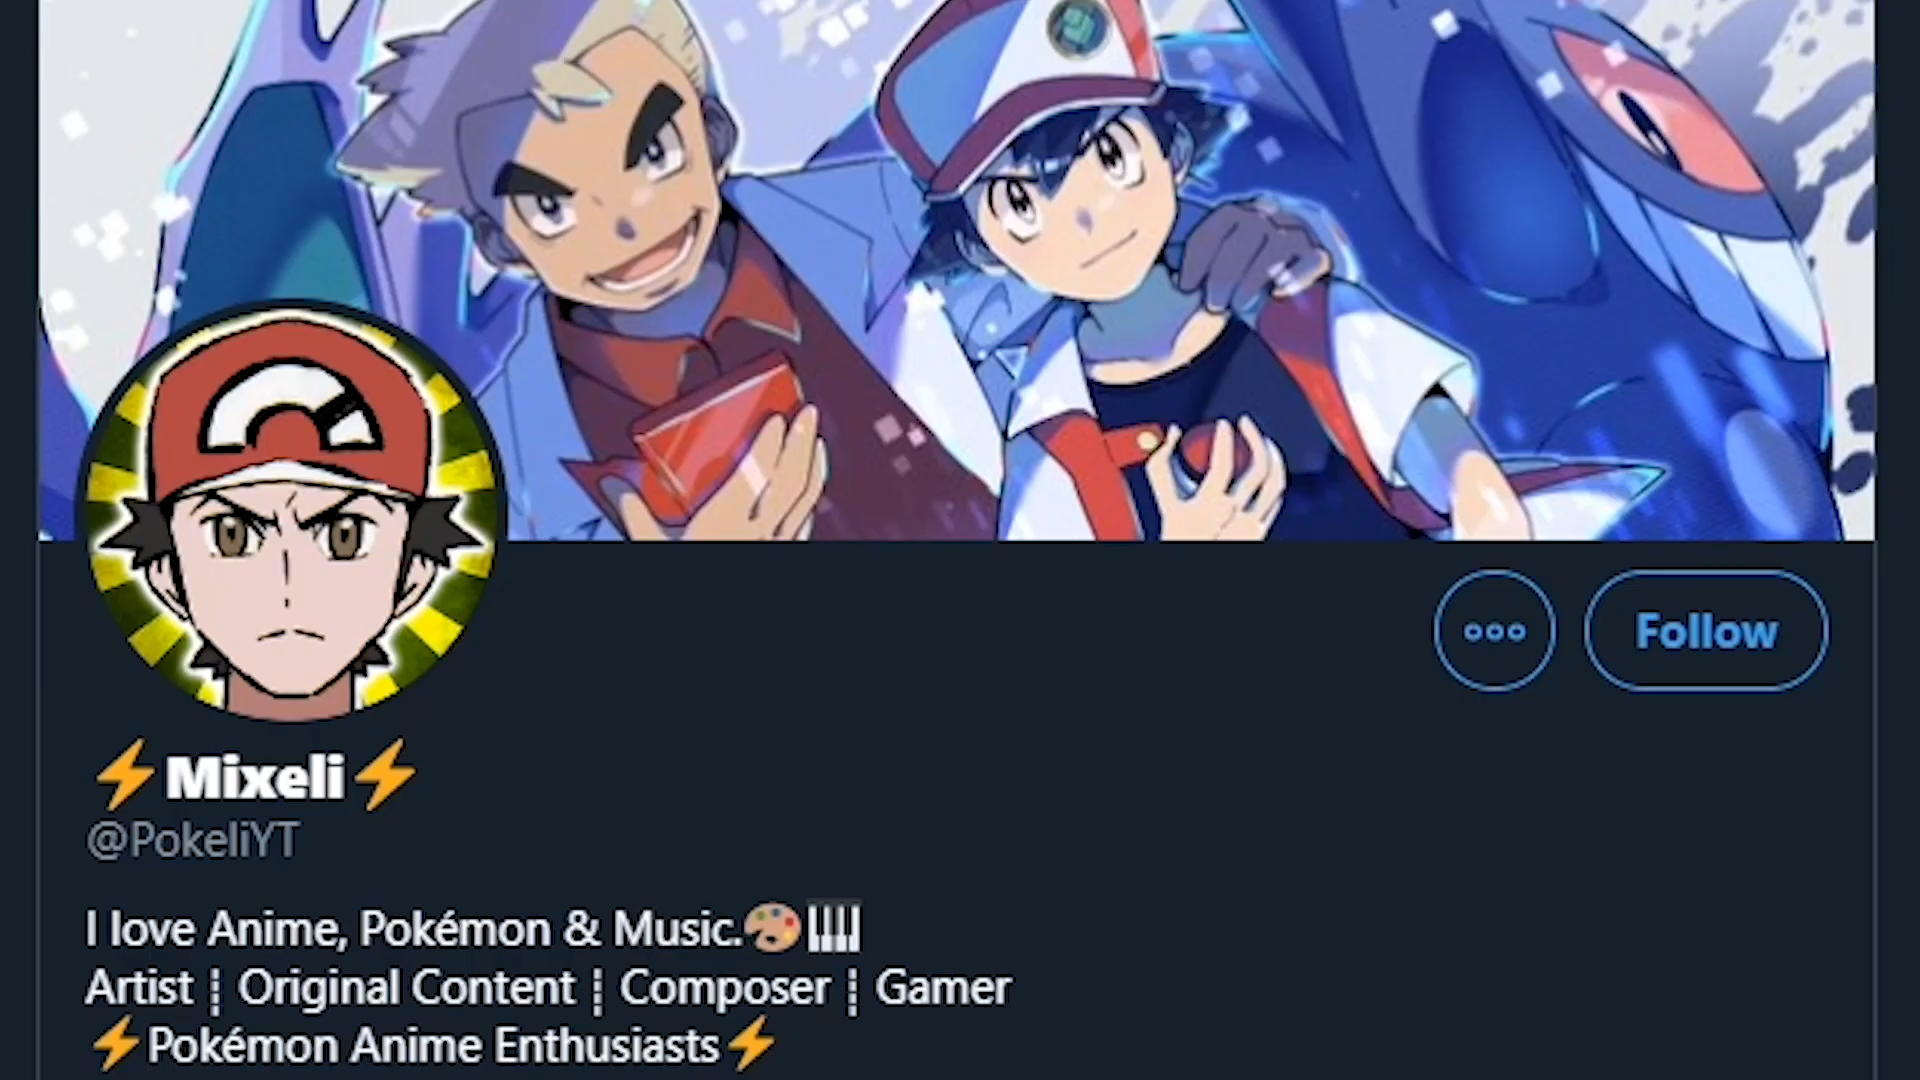 Follow
⚡Mixeli⚡
@PokeliYT
I love Anime, Pokémon & Music.🎨🎹
Artist ┊ Original Content ┊ Composer ┊ Gamer
⚡Pokémon Anime Enthusiasts⚡